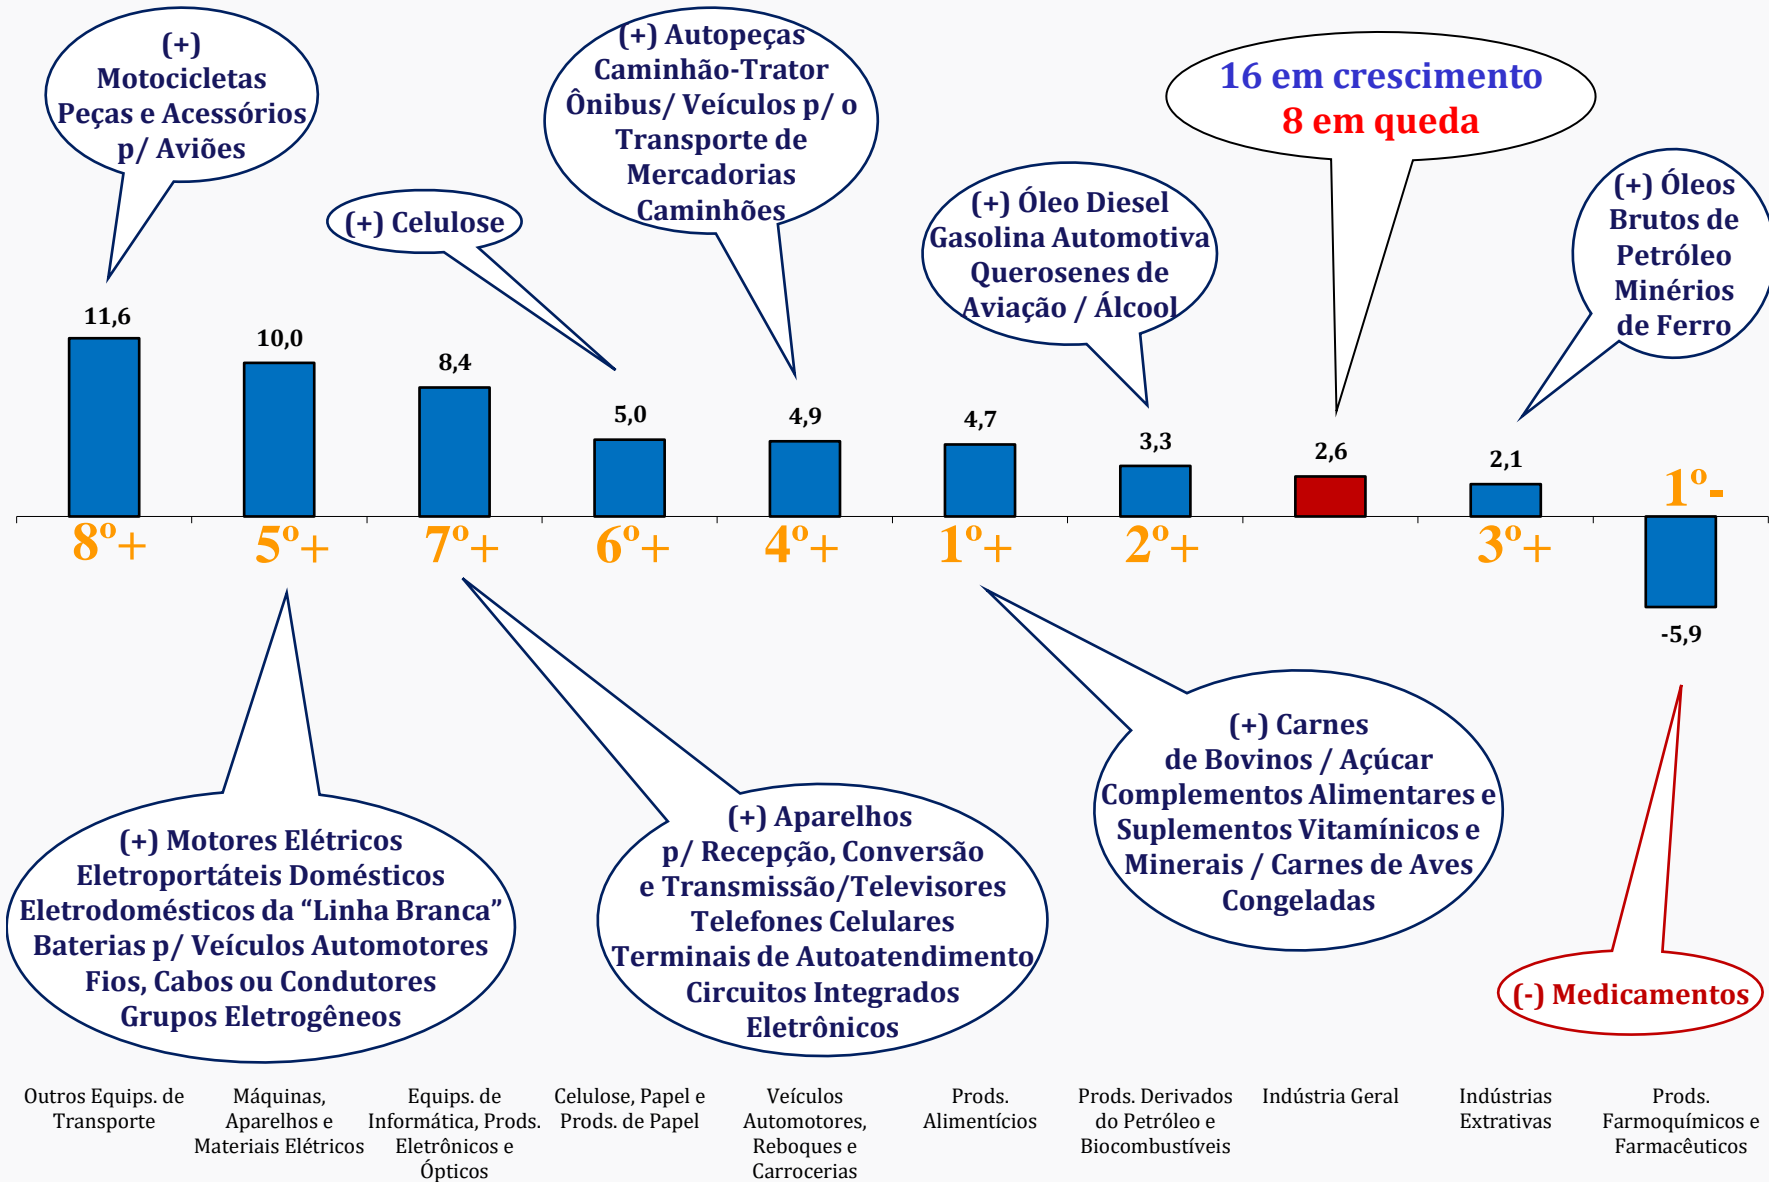 (+)
Motocicletas
Peças e Acessórios
p/ Aviões
(+) Celulose
(+) Autopeças
Caminhão-Trator
Ônibus/ Veículos p/ o
Transporte de
Mercadorias
Caminhões
(+) Óleo Diesel
Gasolina Automotiva
Querosenes de
Aviação / Álcool
16 em crescimento
8 em queda
(+) Óleos
Brutos de
Petróleo
Minérios
de Ferro
11,6
10,0
8,4
5,0
4,9
4,7
3,3
2,6
2,1
-5,9
8º+
5º+
7º+
6º+
4º+
1º+
2º+
3º+
1º-
(+) Motores Elétricos
Eletroportáteis Domésticos
Eletrodomésticos da “Linha Branca”
Baterias p/ Veículos Automotores
Fios, Cabos ou Condutores
Grupos Eletrogêneos
(+) Aparelhos
p/ Recepção, Conversão
e Transmissão/Televisores
Telefones Celulares
Terminais de Autoatendimento
Circuitos Integrados
Eletrônicos
(+) Carnes
de Bovinos / Açúcar
Complementos Alimentares e
Suplementos Vitamínicos e
Minerais / Carnes de Aves
Congeladas
(-) Medicamentos
Outros Equips. de
Transporte
Máquinas,
Aparelhos e
Materiais Elétricos
Equips. de
Informática, Prods.
Eletrônicos e
Ópticos
Celulose, Papel e
Prods. de Papel
Veículos
Automotores,
Reboques e
Carrocerias
Prods.
Alimentícios
Prods. Derivados
do Petróleo e
Biocombustíveis
Indústria Geral
Indústrias
Extrativas
Prods.
Farmoquímicos e
Farmacêuticos